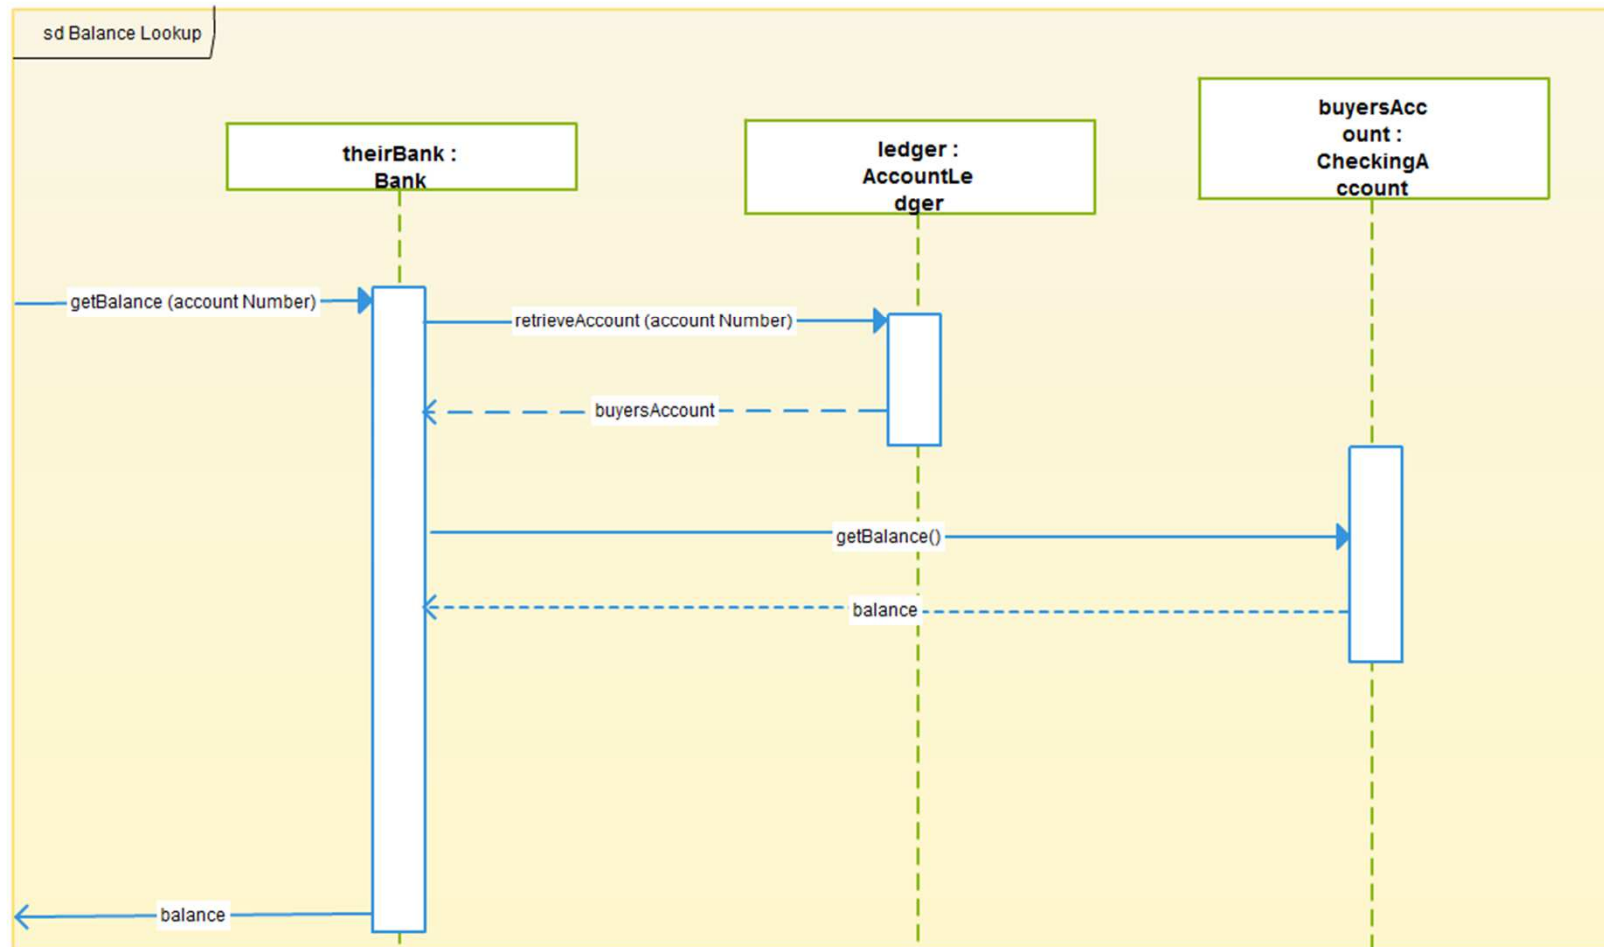 sd Balance Lookup
buyersAcc
ount :
CheckingA
ccount
theirBank :
Bank
ledger :
AccountLe
dger
getBalance (account Number)
retrieveAccount (account Number)
buyersAccount
getBalance()
balance
balance